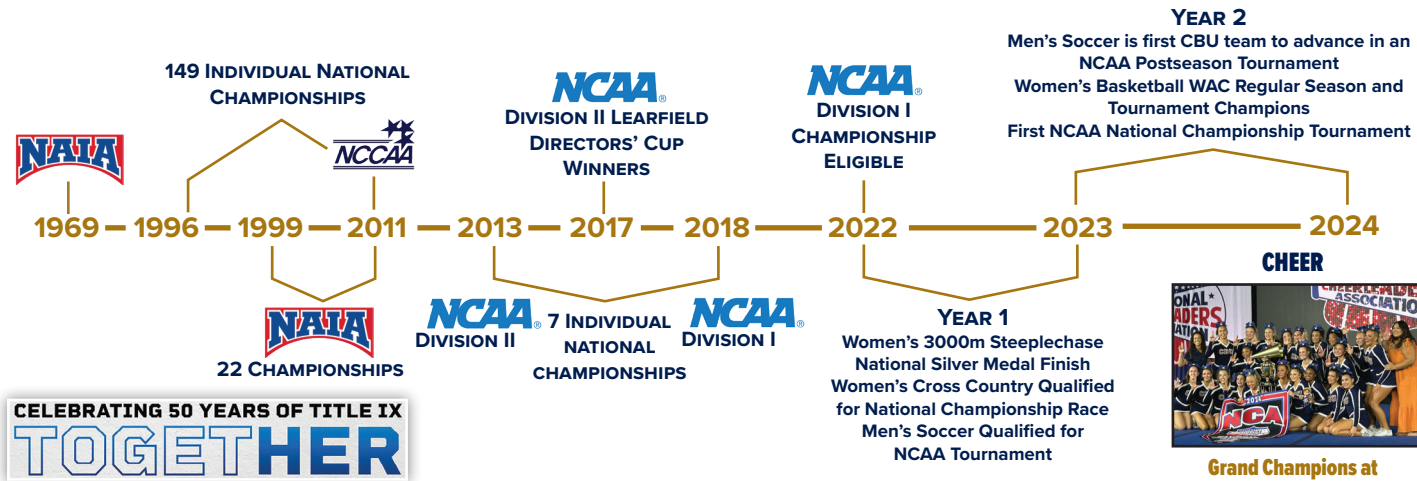 149 INDIVIDUAL NATIONAL
CHAMPIONSHIPS
NAIA
NCCAA
NCAA®
DIVISION II LEARFIELD
DIRECTORS' CUP
WINNERS
NCAA®
DIVISION I
CHAMPIONSHIP
ELIGIBLE
YEAR 2
Men's Soccer is first CBU team to advance in an
NCAA Postseason Tournament
Women's Basketball WAC Regular Season and
Tournament Champions
First NCAA National Championship Tournament
1969 1996 1999 2011 2013 2017 2018 2022 2023 2024
NAIA
22 CHAMPIONSHIPS
NCAA®
DIVISION II
7 INDIVIDUAL
NATIONAL
CHAMPIONSHIPS
NCAA®
DIVISION I
YEAR 1
Women's 3000m Steeplechase
National Silver Medal Finish
Women's Cross Country Qualified
for National Championship Race
Men's Soccer Qualified for
NCAA Tournament
CHEER
ASSOCIATION
NCA
Grand Champions at
CELEBRATING 50 YEARS OF TITLE IX
TOGETHER